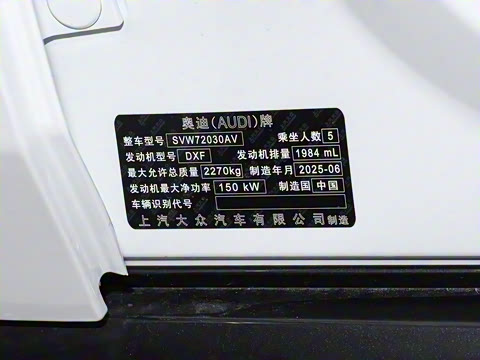 奥迪(AUDI)牌
整车型号 SVW72030AV 乘坐人数 5
发动机型号 DXF 发动机排量 1984 mL
最大允许总质量 2270kg 制造年月 2025-06
发动机最大净功率 150 kW 制造国 中国
车辆识别代号
上汽大众汽车有限公司制造